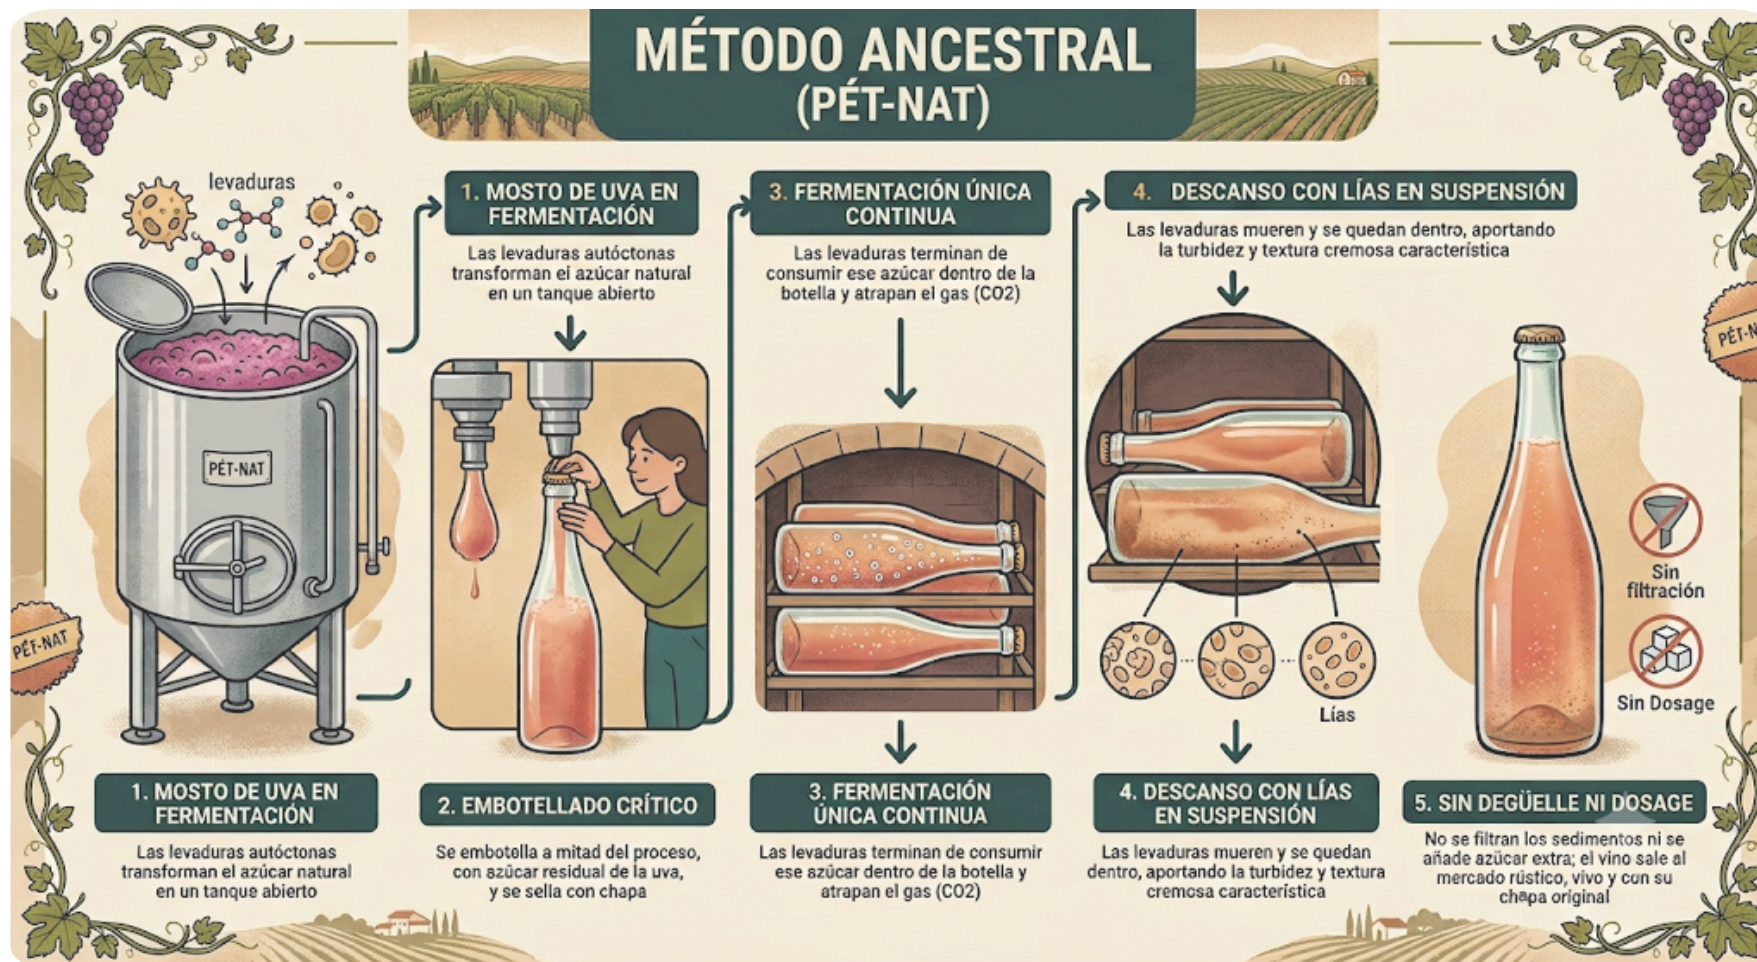 MÉTODO ANCESTRAL
(PÉT-NAT)
levaduras
PÉT-NAT
1. MOSTO DE UVA EN
FERMENTACIÓN
Las levaduras autóctonas
transforman el azúcar natural
en un tanque abierto
3. FERMENTACIÓN ÚNICA
CONTINUA
Las levaduras terminan de
consumir ese azúcar dentro de la
botella y atrapan el gas (CO2)
4. DESCANSO CON LÍAS EN SUSPENSIÓN
Las levaduras mueren y se quedan dentro, aportando
la turbidez y textura cremosa característica
Lías
PÉT-N
Sin
filtración
Sin Dosage
PÉT-NAT
1. MOSTO DE UVA EN
FERMENTACIÓN
Las levaduras autóctonas
transforman el azúcar natural
en un tanque abierto
2. EMBOTELLADO CRÍTICO
Se embotella a mitad del proceso,
con azúcar residual de la uva,
y se sella con chapa
3. FERMENTACIÓN
ÚNICA CONTINUA
Las levaduras terminan de consumir
ese azúcar dentro de la botella y
atrapan el gas (CO2)
4. DESCANSO CON LÍAS
EN SUSPENSIÓN
Las levaduras mueren y se quedan
dentro, aportando la turbidez y textura
cremosa característica
5. SIN DEGÜELLE NI DOSAGE
No se filtran los sedimentos ni se
añade azúcar extra; el vino sale al
mercado rústico, vivo y con su
chapa original